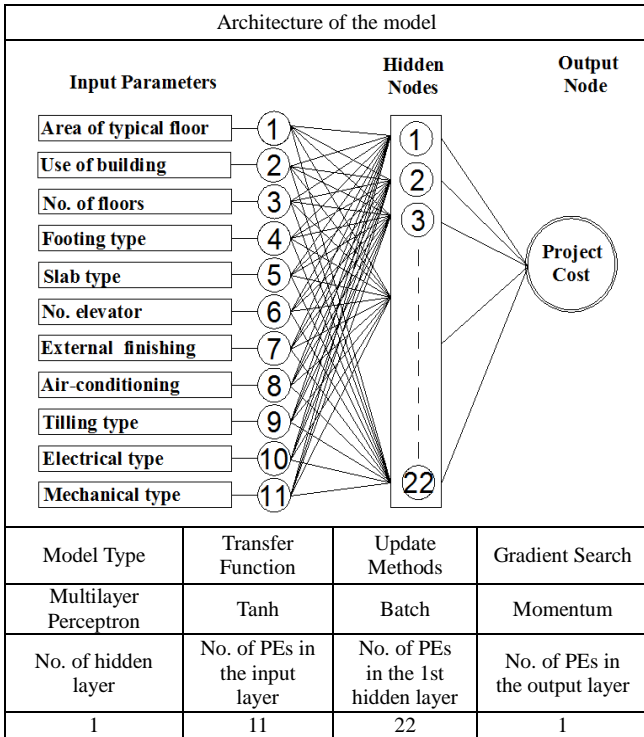 Architecture of the model
Input Parameters
Hidden
Nodes
Output
Node
Area of typical floor 1
Use of building 2
No. of floors 3
Footing type 4
Slab type 5
No. elevator 6
External finishing 7
Air-conditioning 8
Tilling type 9
Electrical type 10
Mechanical type 11
1
2
3
22
Project
Cost
Model Type
Transfer
Function
Update
Methods
Gradient Search
Multilayer
Perceptron
Tanh
Batch
Momentum
No. of hidden
layer
No. of PEs in
the input
layer
No. of PEs
in the 1st
hidden layer
No. of PEs in
the output layer
1
11
22
1